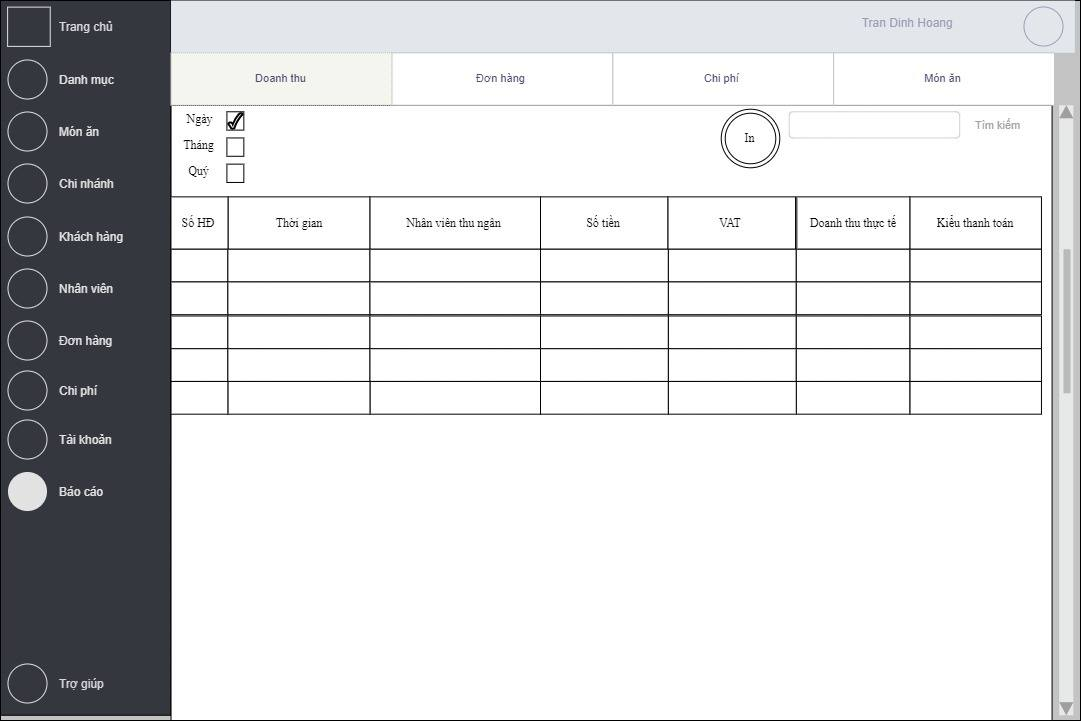 Trang chủ
Tran Dinh Hoang
Danh mục
Món ăn
Chi nhánh
Khách hàng
Nhân viên
Đơn hàng
Chi phí
Tài khoản
Báo cáo
Trợ giúp
Doanh thu
Đơn hàng
Chi phí
Món ăn
Ngày
Tháng
Quý
In
Tìm kiếm
Số HĐ
Thời gian
Nhân viên thu ngân
Số tiền
VAT
Doanh thu thực tế
Kiểu thanh toán